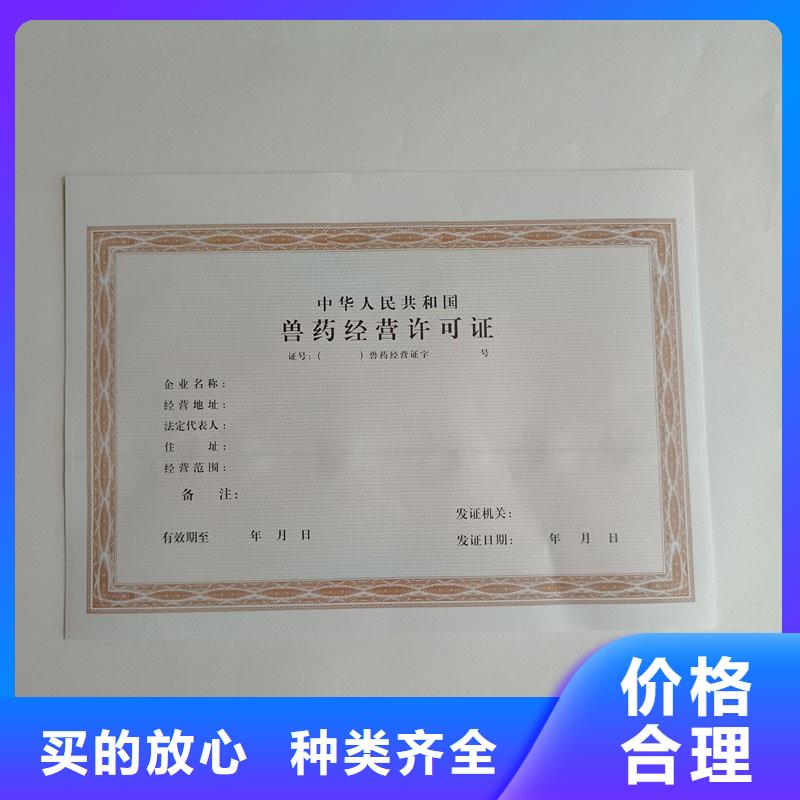 中华人民共和国
兽药经营许可证
证号：（ ）兽药经营证字 号
企业名称：
经营地址：
法定代表人：
住 址：
经营范围：
备 注：
发证机关：
有效期至 年 月 日
发证日期： 年 月 日
买的放心 种类齐全
价格
合理